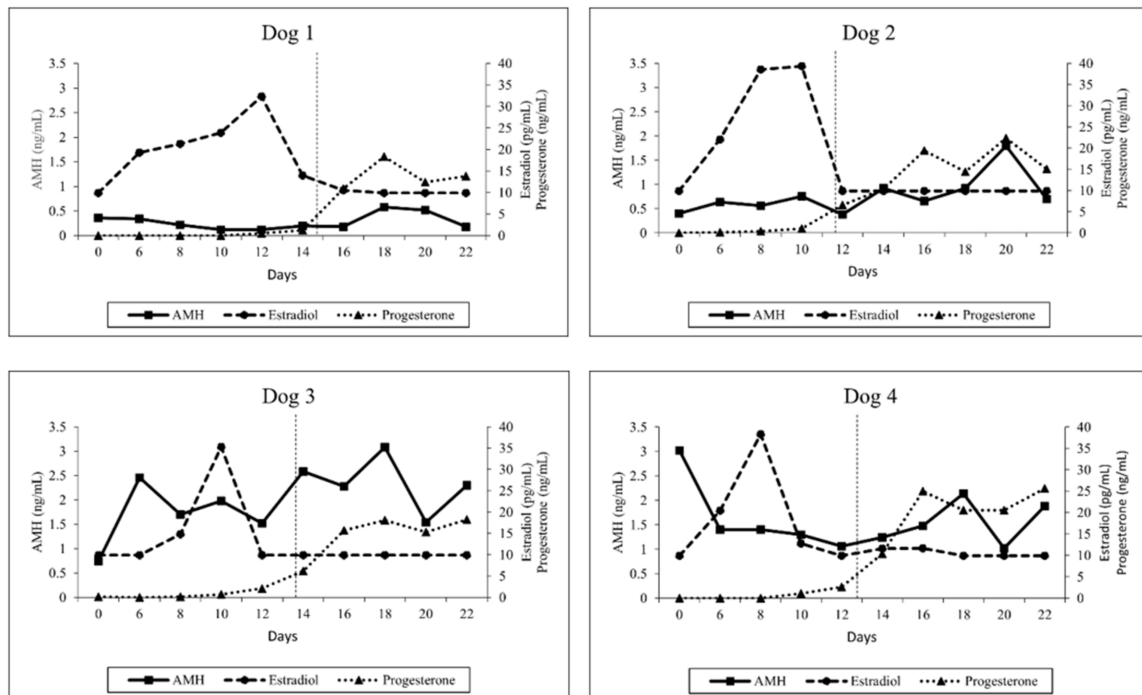 Dog 1
AMH (ng/mL)
3.5
3
2.5
2
1.5
1
0.5
0
40
35
30
25
20
15
10
5
0
Estradiol (pg/mL)
Progesterone (ng/mL)
0 6 8 10 12 14 16 18 20 22
Days
AMH Estradiol Progesterone
Dog 2
AMH (ng/mL)
3.5
3
2.5
2
1.5
1
0.5
0
40
35
30
25
20
15
10
5
0
Estradiol (pg/mL)
Progesterone (ng/mL)
0 6 8 10 12 14 16 18 20 22
Days
AMH Estradiol Progesterone
Dog 3
AMH (ng/mL)
3.5
3
2.5
2
1.5
1
0.5
0
40
35
30
25
20
15
10
5
0
Estradiol (pg/mL)
Progesterone (ng/mL)
0 6 8 10 12 14 16 18 20 22
Days
AMH Estradiol Progesterone
Dog 4
AMH (ng/mL)
3.5
3
2.5
2
1.5
1
0.5
0
40
35
30
25
20
15
10
5
0
Estradiol (pg/mL)
Progesterone (ng/mL)
0 6 8 10 12 14 16 18 20 22
Days
AMH Estradiol Progesterone